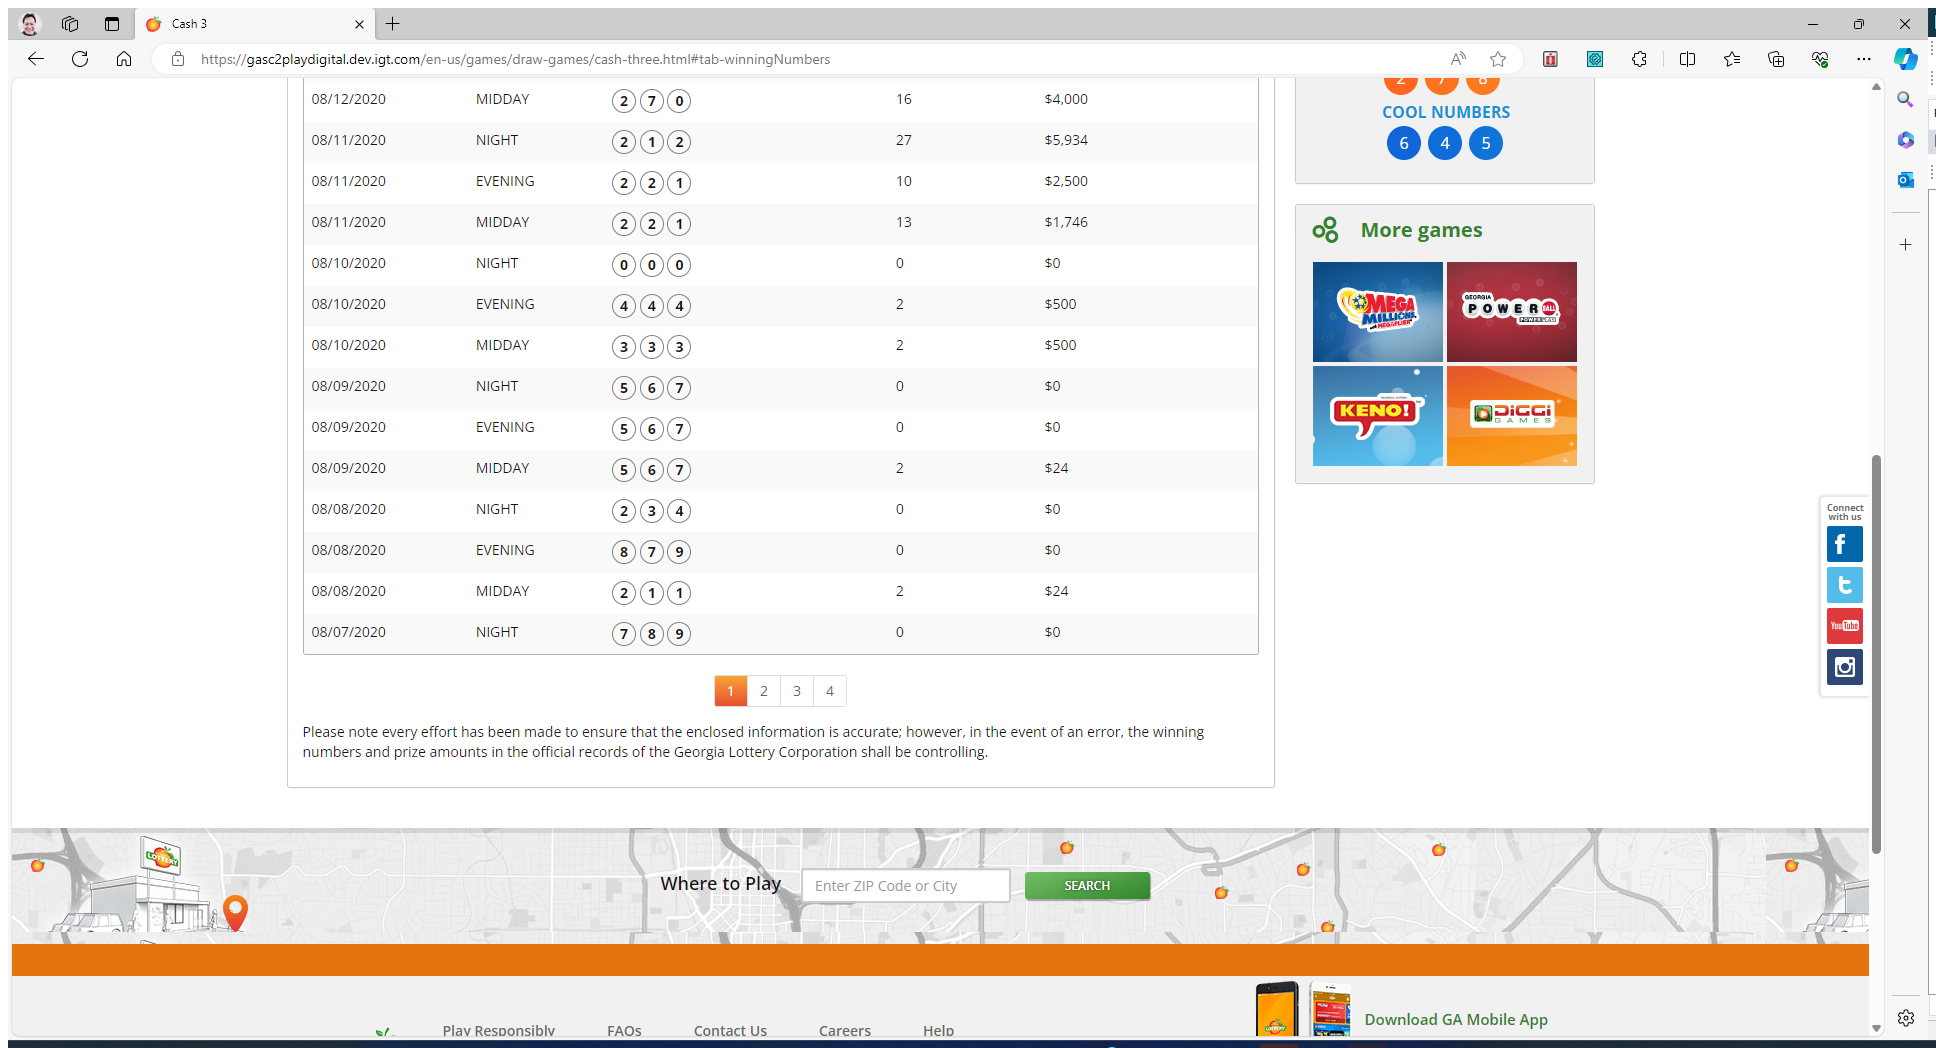 Cash 3
https://gasc2playdigital.dev.igt.com/en-us/games/draw-games/cash-three.html#tab-winningNumbers
08/12/2020 MIDDAY 2 7 0 16 $4,000
08/11/2020 NIGHT 2 1 2 27 $5,934
08/11/2020 EVENING 2 2 1 10 $2,500
08/11/2020 MIDDAY 2 2 1 13 $1,746
08/10/2020 NIGHT 0 0 0 0 $0
08/10/2020 EVENING 4 4 4 2 $500
08/10/2020 MIDDAY 3 3 3 2 $500
08/09/2020 NIGHT 5 6 7 0 $0
08/09/2020 EVENING 5 6 7 0 $0
08/09/2020 MIDDAY 5 6 7 2 $24
08/08/2020 NIGHT 2 3 4 0 $0
08/08/2020 EVENING 8 7 9 0 $0
08/08/2020 MIDDAY 2 1 1 2 $24
08/07/2020 NIGHT 7 8 9 0 $0
1 2 3 4
Please note every effort has been made to ensure that the enclosed information is accurate; however, in the event of an error, the winning
numbers and prize amounts in the official records of the Georgia Lottery Corporation shall be controlling.
2 7 8
COOL NUMBERS
6 4 5
More games
MEGA
MILLIONS
MEGAPLIER
GEORGIA
POWERBALL
POWER PLAY
KENO!
DIGGI
GAMES
Connect
with us
f
t
YouTube
LOTTERY
Where to Play
Enter ZIP Code or City
SEARCH
Play Responsibly FAQs Contact Us Careers Help
Download GA Mobile App